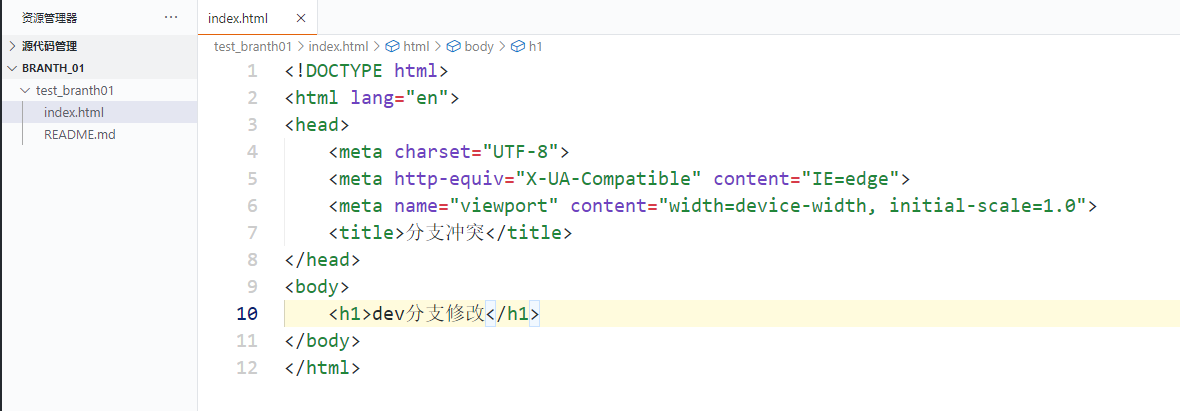 资源管理器 ···
源代码管理
BRANTH_01
test_branth01
index.html
README.md
index.html ×
test_branth01 > index.html > html > body > h1
1 <!DOCTYPE html>
2 <html lang="en">
3 <head>
4     <meta charset="UTF-8">
5     <meta http-equiv="X-UA-Compatible" content="IE=edge">
6     <meta name="viewport" content="width=device-width, initial-scale=1.0">
7     <title>分支冲突</title>
8 </head>
9 <body>
10     <h1>dev分支修改</h1>
11 </body>
12 </html>